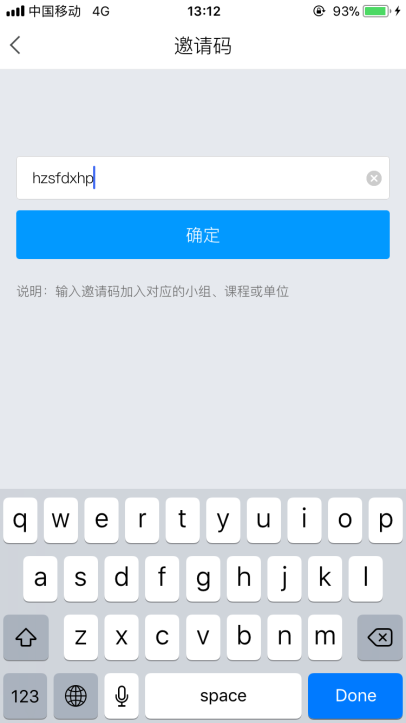 中国移动 4G 13:12 93%
邀请码
hzsfdxhp
确定
说明：输入邀请码加入对应的小组、课程或单位
q w e r t y u i o p
a s d f g h j k l
z x c v b n m
123 space Done